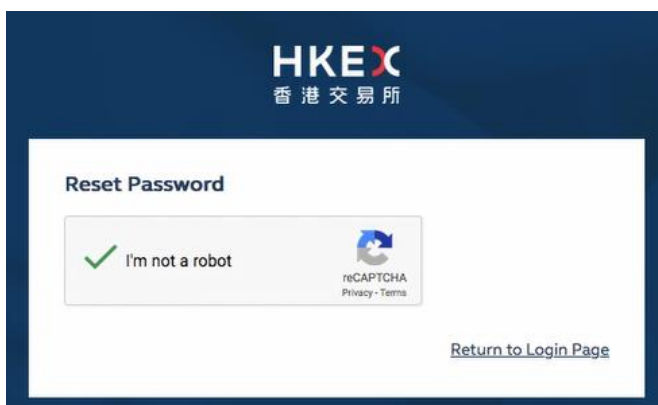 HKEX
香港交易所
Reset Password
I'm not a robot
reCAPTCHA
Privacy - Terms
Return to Login Page